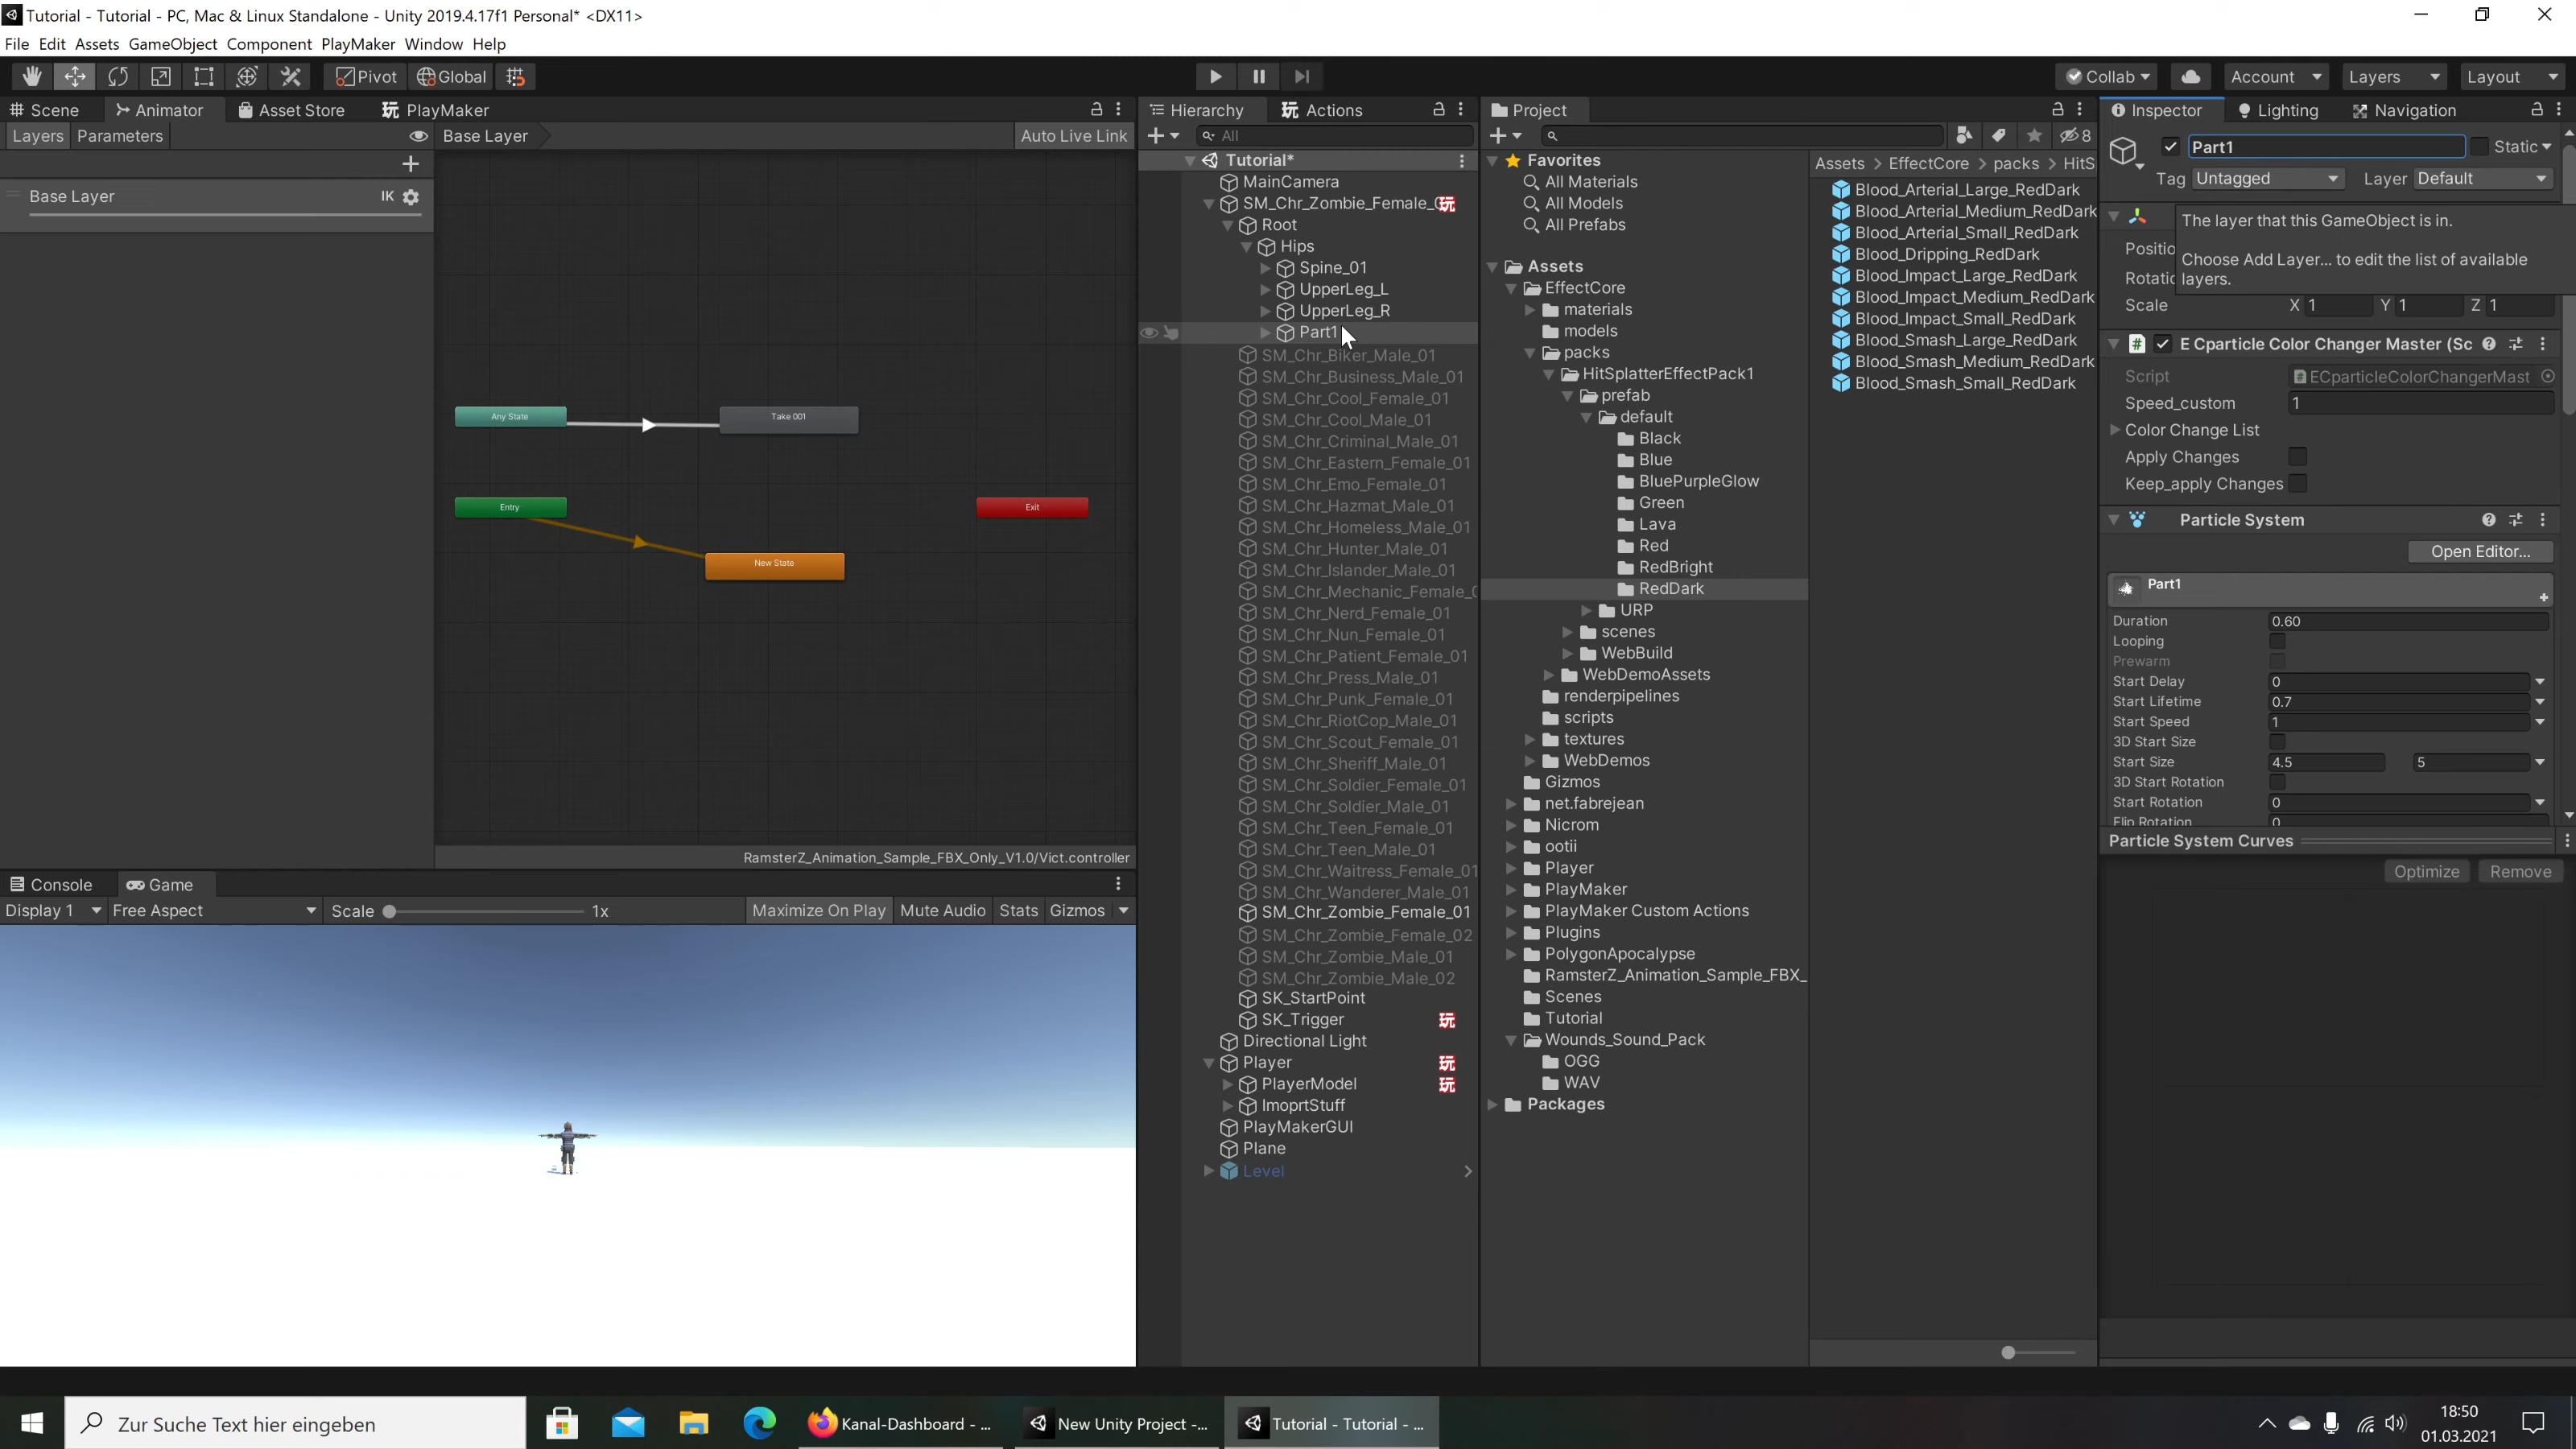 Tutorial - Tutorial - PC, Mac & Linux Standalone - Unity 2019.4.17f1 Personal* <DX11>
File Edit Assets GameObject Component PlayMaker Window Help
Pivot Global Collab Account Layers Layout
Scene Animator Asset Store PlayMaker
Layers Parameters Base Layer Auto Live Link
Base Layer IK
Any State
Take 001
Entry
Exit
New State
RamsterZ_Animation_Sample_FBX_Only_V1.0/Vict.controller
Console Game
Display 1 Free Aspect Scale 1x Maximize On Play Mute Audio Stats Gizmos
Hierarchy Actions
All
Tutorial*
MainCamera
SM_Chr_Zombie_Female_
Root
Hips
Spine_01
UpperLeg_L
UpperLeg_R
Part1
SM_Chr_Biker_Male_01
SM_Chr_Business_Male_01
SM_Chr_Cool_Female_01
SM_Chr_Cool_Male_01
SM_Chr_Criminal_Male_01
SM_Chr_Eastern_Female_01
SM_Chr_Emo_Female_01
SM_Chr_Hazmat_Male_01
SM_Chr_Homeless_Male_01
SM_Chr_Hunter_Male_01
SM_Chr_Islander_Male_01
SM_Chr_Mechanic_Female_
SM_Chr_Nerd_Female_01
SM_Chr_Nun_Female_01
SM_Chr_Patient_Female_01
SM_Chr_Press_Male_01
SM_Chr_Punk_Female_01
SM_Chr_RiotCop_Male_01
SM_Chr_Scout_Female_01
SM_Chr_Sheriff_Male_01
SM_Chr_Soldier_Female_01
SM_Chr_Soldier_Male_01
SM_Chr_Teen_Female_01
SM_Chr_Teen_Male_01
SM_Chr_Waitress_Female_01
SM_Chr_Wanderer_Male_01
SM_Chr_Zombie_Female_01
SM_Chr_Zombie_Female_02
SM_Chr_Zombie_Male_01
SM_Chr_Zombie_Male_02
SK_StartPoint
SK_Trigger
Directional Light
Player
PlayerModel
ImoprtStuff
PlayMakerGUI
Plane
Level
Project
8
Favorites
All Materials
All Models
All Prefabs
Assets
EffectCore
materials
models
packs
HitSplatterEffectPack1
prefab
default
Black
Blue
BluePurpleGlow
Green
Lava
Red
RedBright
RedDark
URP
scenes
WebBuild
WebDemoAssets
renderpipelines
scripts
textures
WebDemos
Gizmos
net.fabrejean
Nicrom
ootii
Player
PlayMaker
PlayMaker Custom Actions
Plugins
PolygonApocalypse
RamsterZ_Animation_Sample_FBX_
Scenes
Tutorial
Wounds_Sound_Pack
OGG
WAV
Packages
Assets > EffectCore > packs > HitS
Blood_Arterial_Large_RedDark
Blood_Arterial_Medium_RedDark
Blood_Arterial_Small_RedDark
Blood_Dripping_RedDark
Blood_Impact_Large_RedDark
Blood_Impact_Medium_RedDark
Blood_Impact_Small_RedDark
Blood_Smash_Large_RedDark
Blood_Smash_Medium_RedDark
Blood_Smash_Small_RedDark
Inspector Lighting Navigation
Part1 Static
Tag Untagged Layer Default
The layer that this GameObject is in.
Positio
Choose Add Layer... to edit the list of available
Rotati layers.
Scale X 1 Y 1 Z 1
E Cparticle Color Changer Master (Sc
Script ECparticleColorChangerMast
Speed_custom 1
Color Change List
Apply Changes
Keep_apply Changes
Particle System
Open Editor...
Part1
Duration 0.60
Looping
Prewarm
Start Delay 0
Start Lifetime 0.7
Start Speed 1
3D Start Size
Start Size 4.5 5
3D Start Rotation
Start Rotation 0
Flip Rotation 0
Particle System Curves
Optimize Remove
Zur Suche Text hier eingeben
Kanal-Dashboard - ...
New Unity Project -...
Tutorial - Tutorial - ...
18:50
01.03.2021